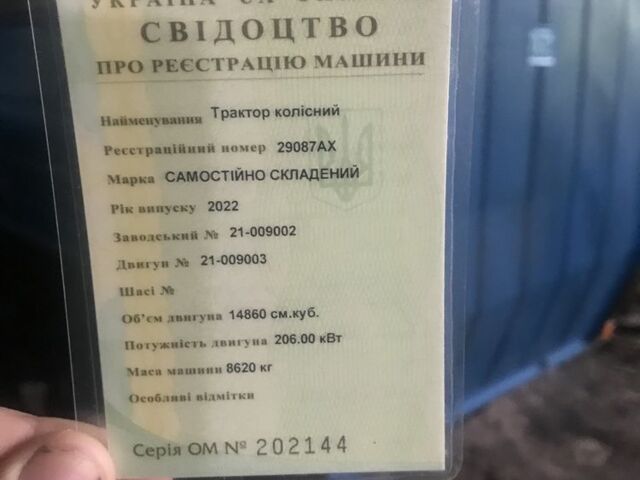 УКРАЇНА UA
СВІДОЦТВО
ПРО РЕЄСТРАЦІЮ МАШИНИ
Найменування Трактор колісний
Реєстраційний номер 29087АХ
Марка САМОСТІЙНО СКЛАДЕНИЙ
Рік випуску 2022
Заводський № 21-009002
Двигун № 21-009003
Шасі №
Об'єм двигуна 14860 см.куб.
Потужність двигуна 206.00 кВт
Маса машини 8620 кг
Особливі відмітки
Серія ОМ № 202144